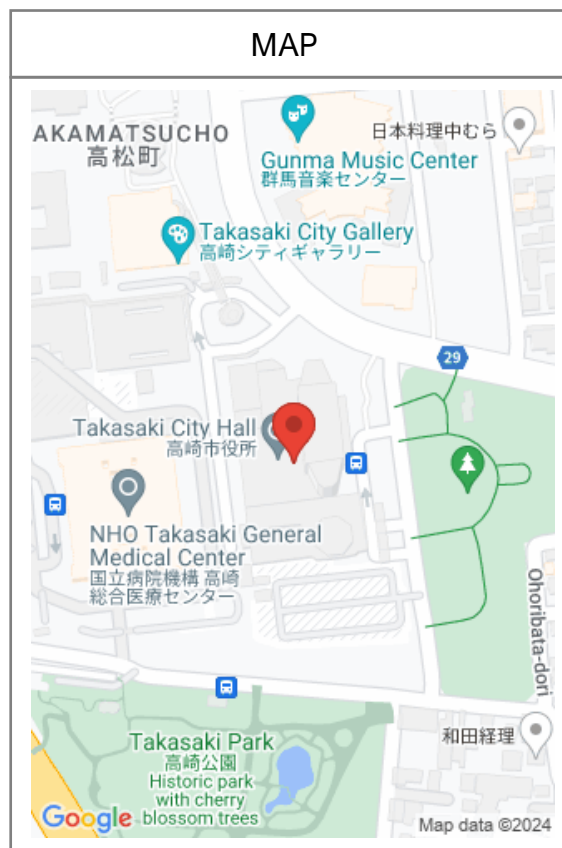 MAP
AKAMATSUCHO
高松町
Gunma Music Center
群馬音楽センター
日本料理中むら
Takasaki City Gallery
高崎シティギャラリー
29
Takasaki City Hall
高崎市役所
NHO Takasaki General
Medical Center
国立病院機構 高崎
総合医療センター
Ohoribata-dori
和田経理
Takasaki Park
高崎公園
Historic park
with cherry
blossom trees
Google
Map data ©2024